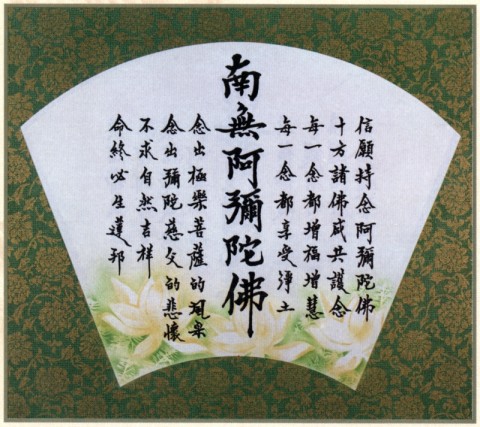 信願持念阿彌陀佛
十方諸佛咸共護念
每一念都增福增慧
每一念都享受淨土
南無阿彌陀佛
念出極樂菩薩的風采
念出彌陀慈父的悲懷
不求自然吉祥
命終必生蓮邦